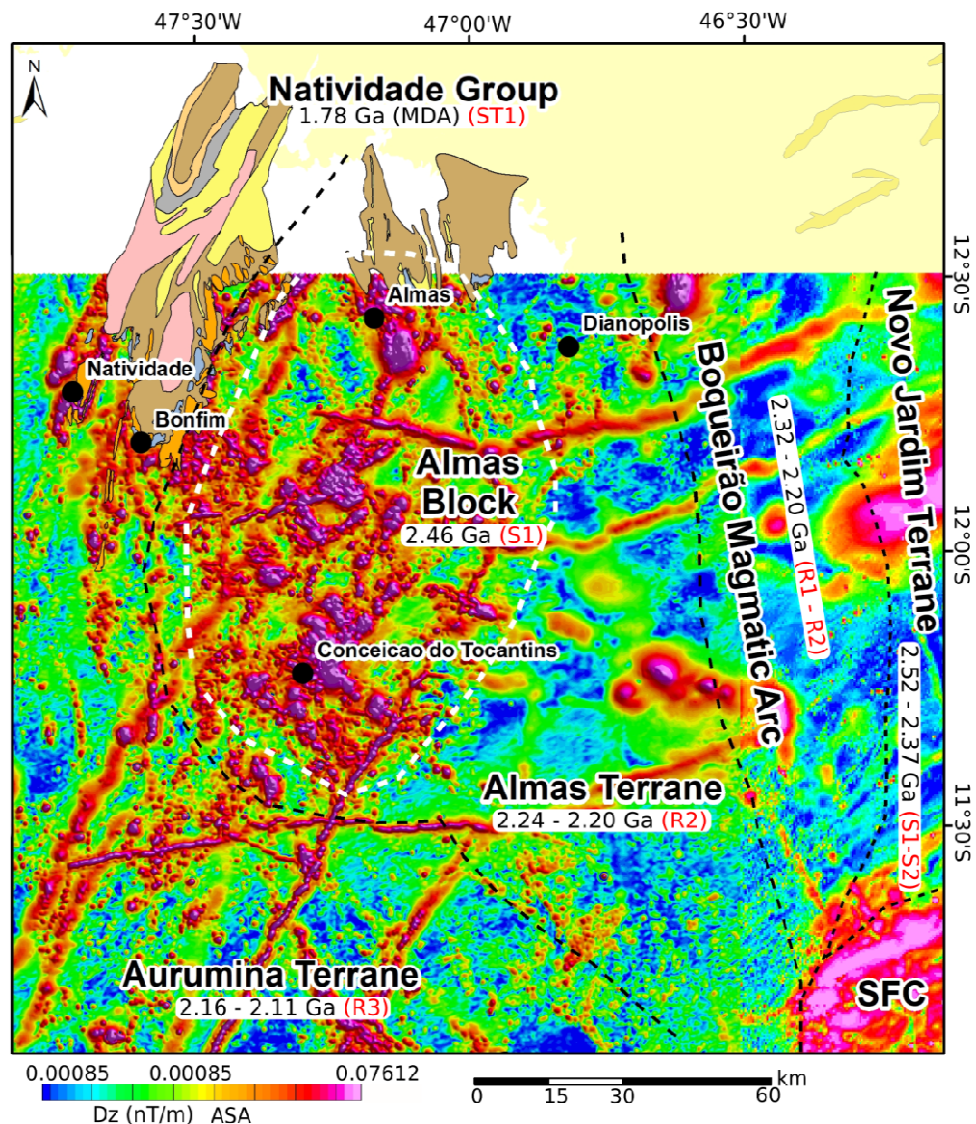 47°30'W 47°00'W 46°30'W
N
Natividade Group
1.78 Ga (MDA) (ST1)
12°30'S
Almas
Dianopolis
Natividade
Bonfim
Almas
Block
2.46 Ga (S1)
Boqueirão Magmatic Arc
2.32 - 2.20 Ga (R1 - R2)
Novo Jardim Terrane
2.52 - 2.37 Ga (S1-S2)
12°00'S
Conceicao do Tocantins
Almas Terrane
2.24 - 2.20 Ga (R2)
11°30'S
Aurumina Terrane
2.16 - 2.11 Ga (R3)
SFC
0.00085 0.00085 0.07612
Dz (nT/m) ASA
km
0 15 30 60